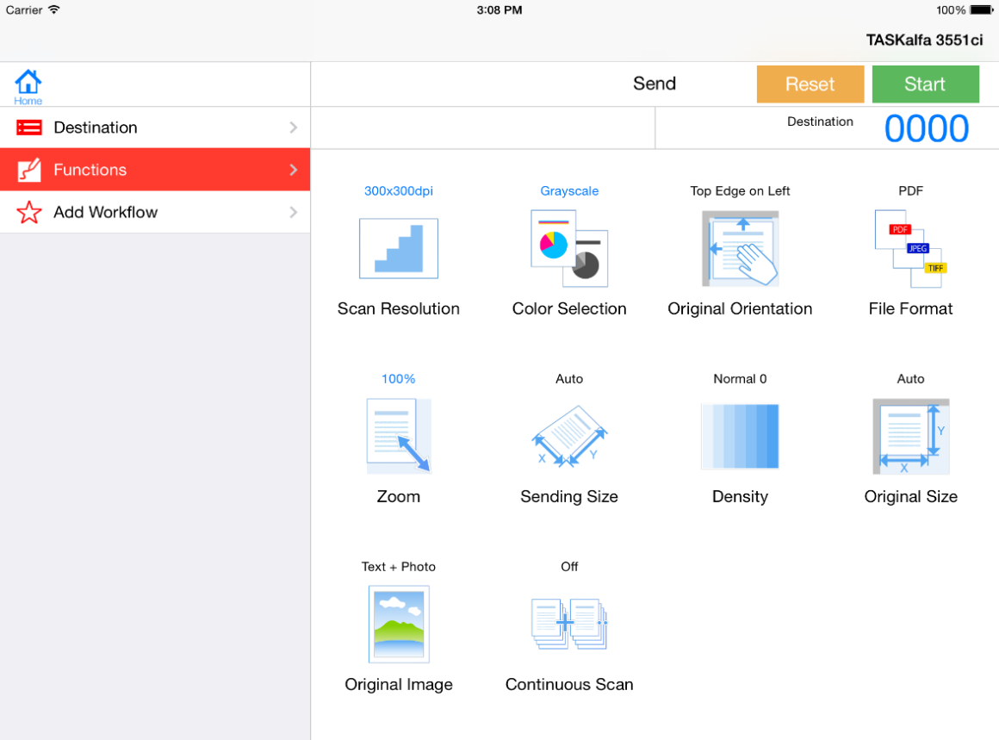 Carrier 3:08 PM 100%
TASKalfa 3551ci
Home
Send Reset Start
Destination
Functions
Add Workflow
Destination 0000
300x300dpi Grayscale Top Edge on Left PDF
PDF
JPEG
TIFF
Scan Resolution Color Selection Original Orientation File Format
100% Auto Normal 0 Auto
X Y
Y
X
Zoom Sending Size Density Original Size
Text + Photo Off
Original Image Continuous Scan